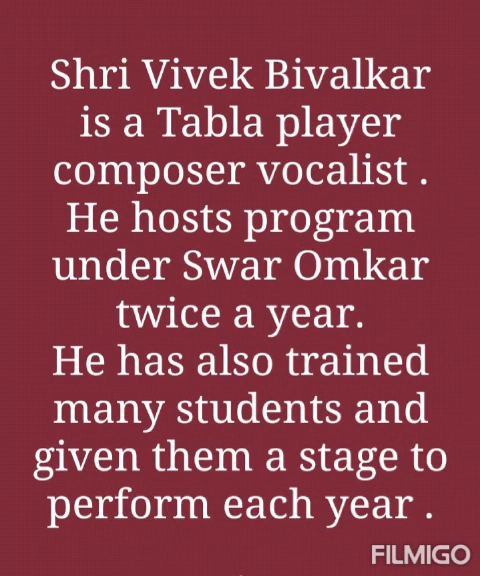 Shri Vivek Bivalkar
is a Tabla player
composer vocalist .
He hosts program
under Swar Omkar
twice a year.
He has also trained
many students and
given them a stage to
perform each year .
FILMIGO